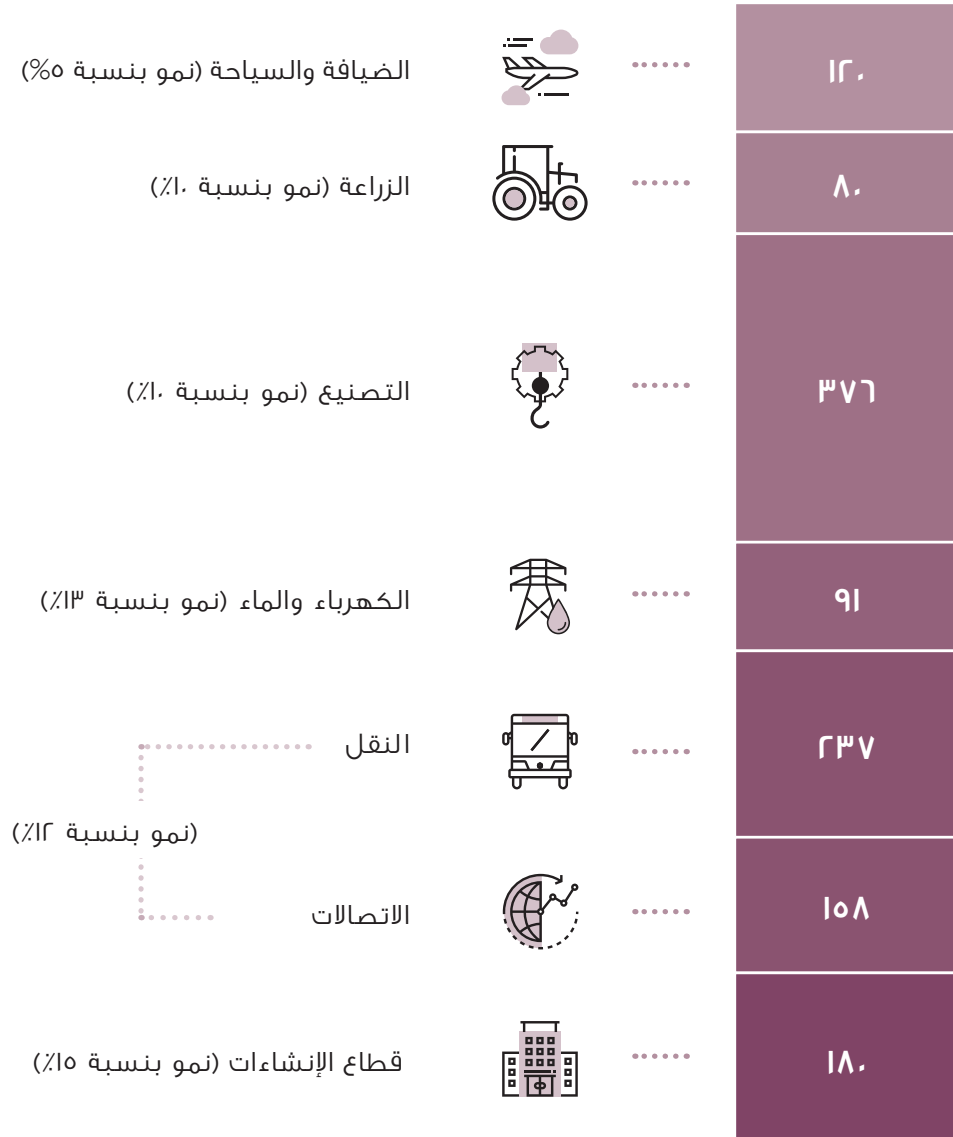 ١٢٠
الضيافة والسياحة (نمو بنسبة ٥%)
٨٠
الزراعة (نمو بنسبة ١٠٪)
٣٧٦
التصنيع (نمو بنسبة ١٠٪)
٩١
الكهرباء والماء (نمو بنسبة ١٣٪)
٢٣٧
النقل
(نمو بنسبة ١٢٪)
١٥٨
الاتصالات
١٨٠
قطاع الإنشاءات (نمو بنسبة ١٥٪)